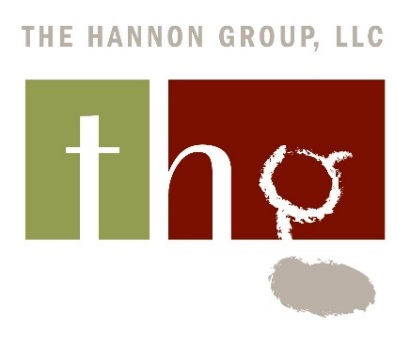 THE HANNON GROUP, LLC
thg